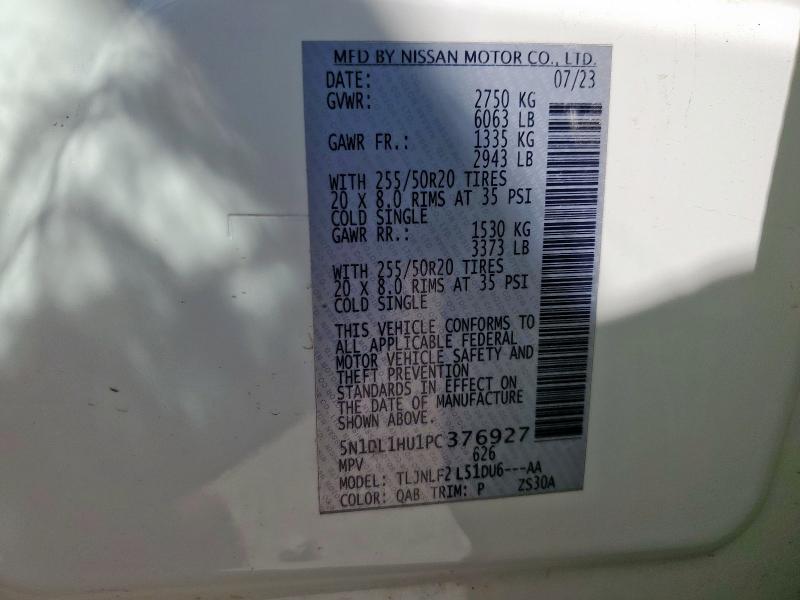 MFD BY NISSAN MOTOR CO., LTD.
DATE: 07/23
GVWR: 2750 KG
6063 LB
GAWR FR.: 1335 KG
2943 LB
WITH 255/50R20 TIRES
20 X 8.0 RIMS AT 35 PSI
COLD SINGLE
GAWR RR.: 1530 KG
3373 LB
WITH 255/50R20 TIRES
20 X 8.0 RIMS AT 35 PSI
COLD SINGLE
THIS VEHICLE CONFORMS TO
ALL APPLICABLE FEDERAL
MOTOR VEHICLE SAFETY AND
THEFT PREVENTION
STANDARDS IN EFFECT ON
THE DATE OF MANUFACTURE
SHOWN ABOVE.
5N1DL1HU1PC376927
MPV 626
MODEL: TLJNLF2 L51DU6---AA
COLOR: QAB TRIM: P ZS30A